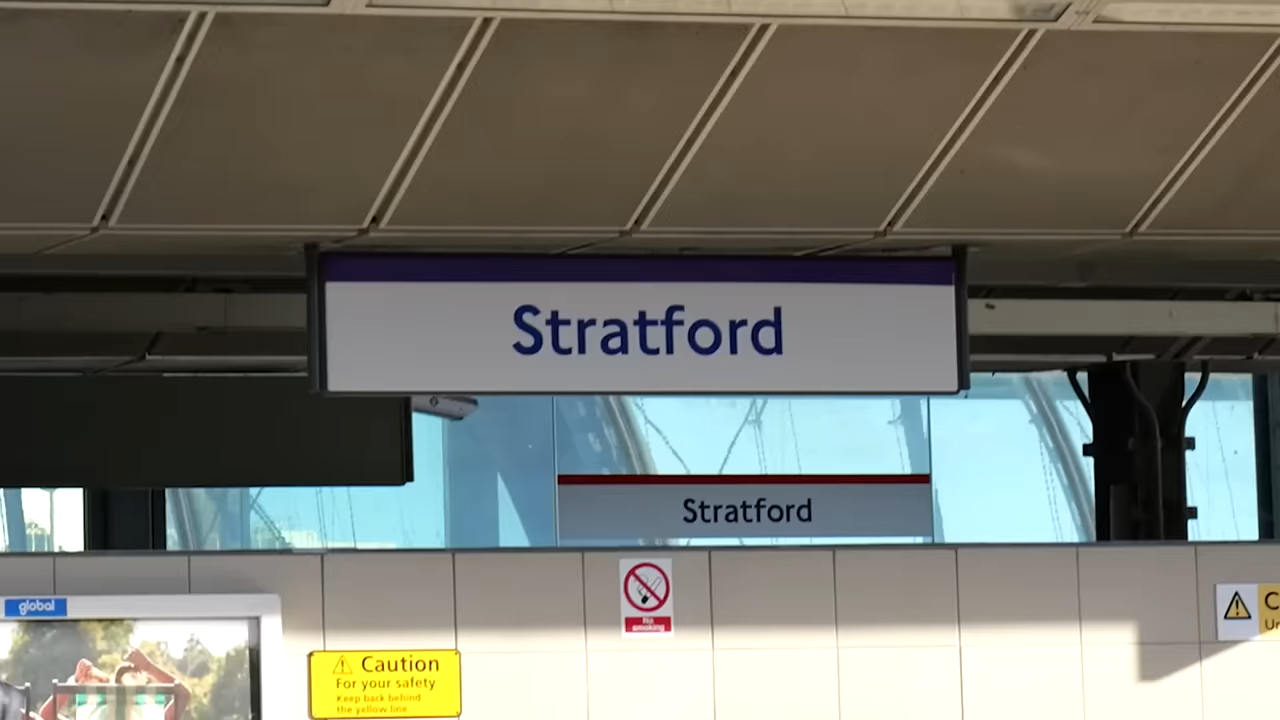 Stratford
Stratford
No
smoking
global
Caution
For your safety
Keep back behind
the yellow line